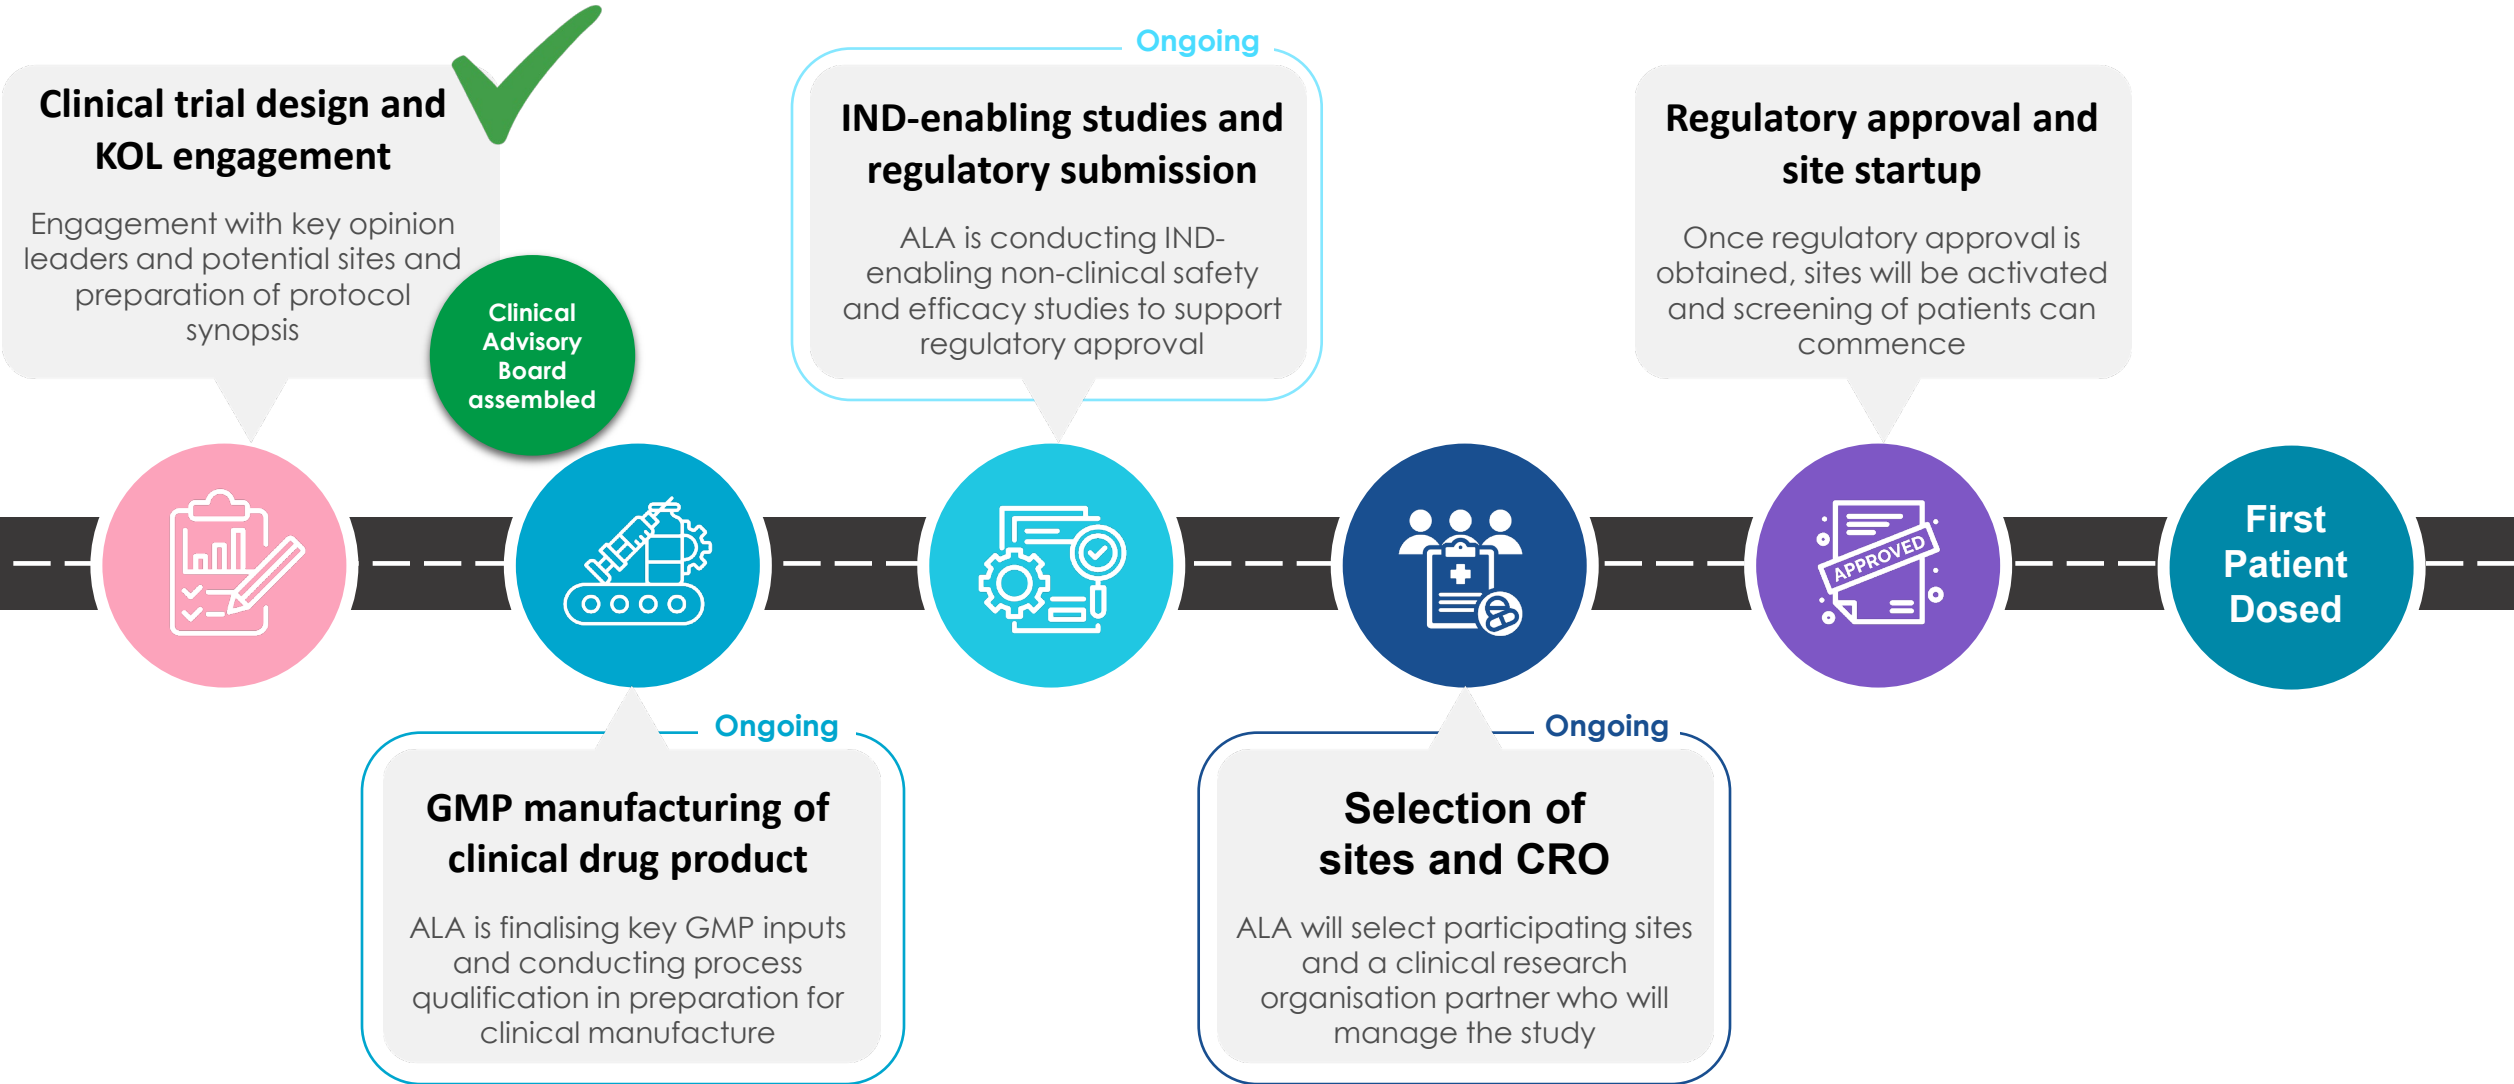 Clinical trial design and
KOL engagement
Engagement with key opinion
leaders and potential sites and
preparation of protocol
synopsis
Clinical
Advisory
Board
assembled
Ongoing
IND-enabling studies and
regulatory submission
ALA is conducting IND-
enabling non-clinical safety
and efficacy studies to support
regulatory approval
Regulatory approval and
site startup
Once regulatory approval is
obtained, sites will be activated
and screening of patients can
commence
APPROVED
First
Patient
Dosed
Ongoing
GMP manufacturing of
clinical drug product
ALA is finalising key GMP inputs
and conducting process
qualification in preparation for
clinical manufacture
Ongoing
Selection of
sites and CRO
ALA will select participating sites
and a clinical research
organisation partner who will
manage the study